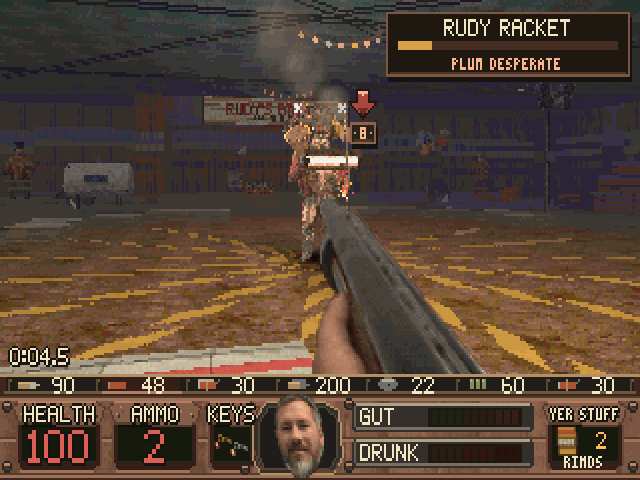 RUDY RACKET
PLUM DESPERATE
RUDY'S
8
0:04.5
90 48 30 200 22 60 30
HEALTH AMMO KEYS GUT YER STUFF
100 2 2
DRUNK RINDS